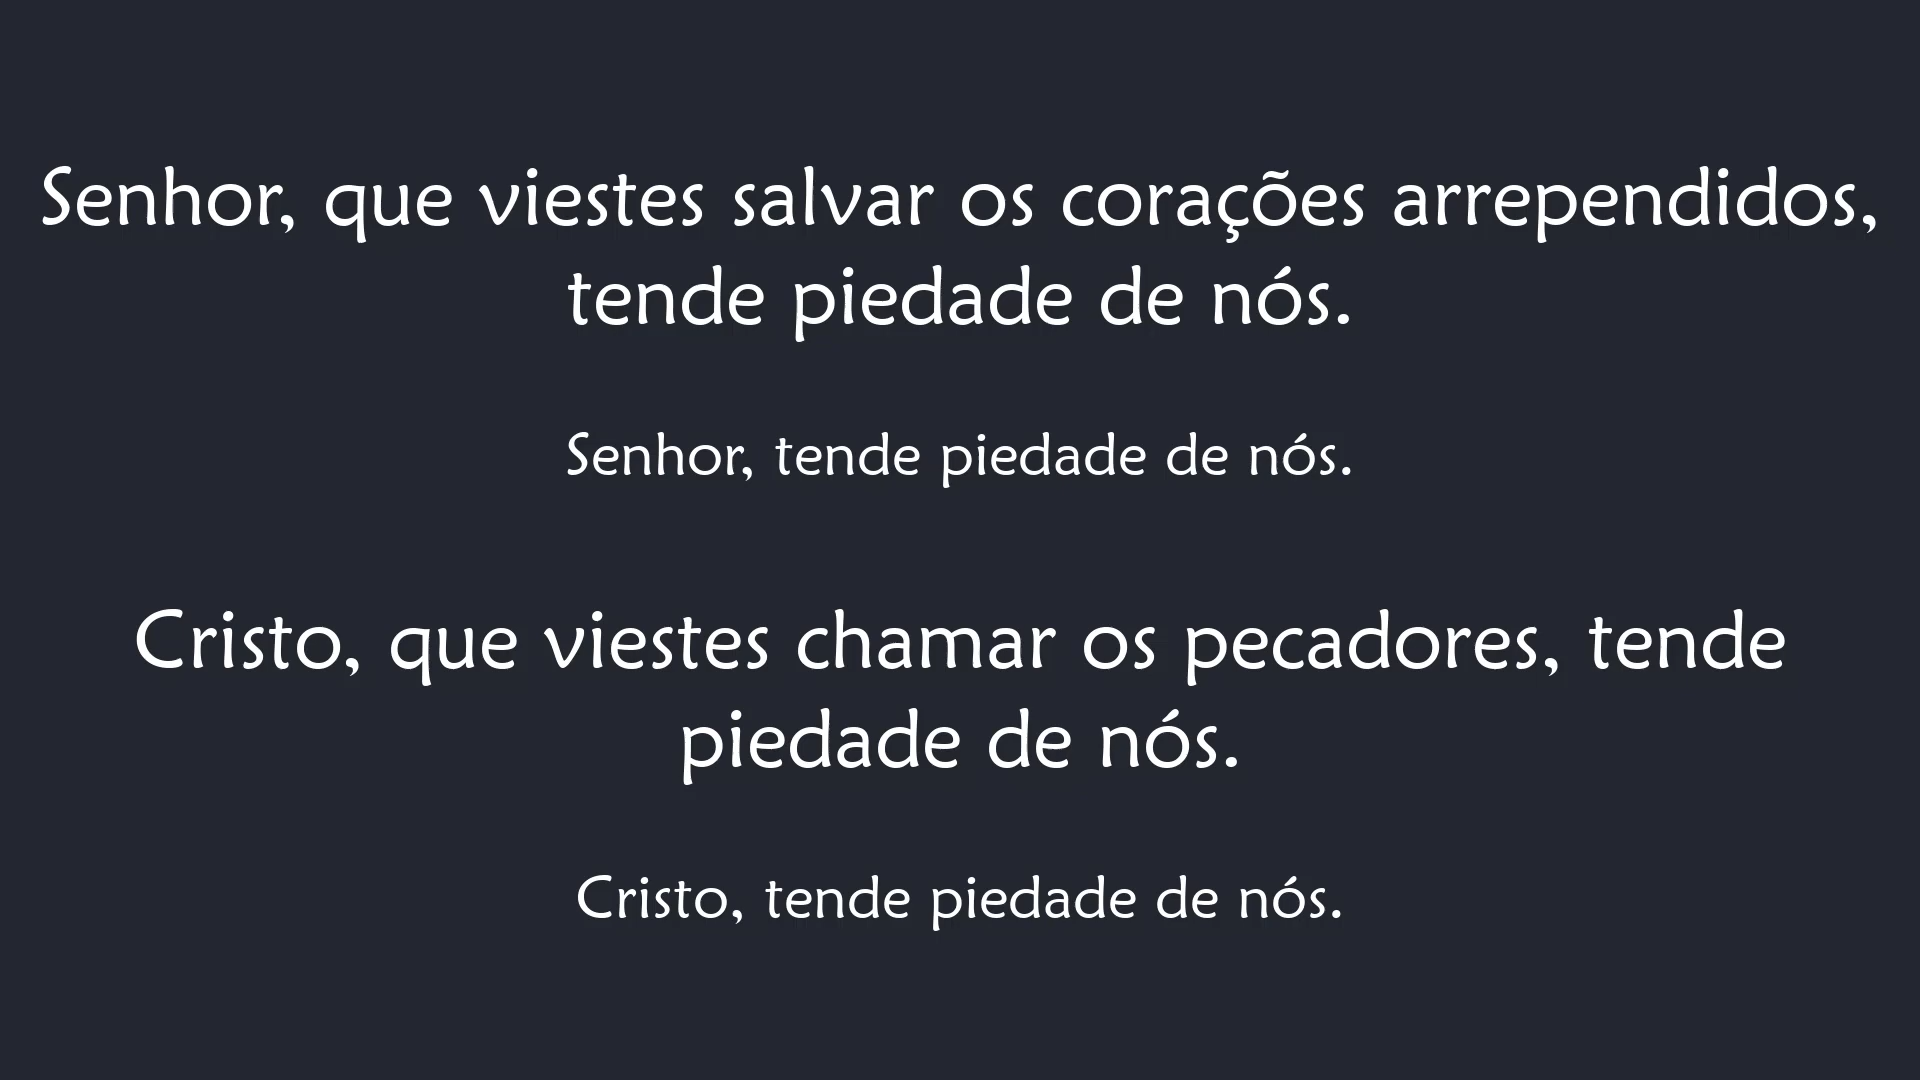 Senhor, que viestes salvar os corações arrependidos,
tende piedade de nós.
Senhor, tende piedade de nós.
Cristo, que viestes chamar os pecadores, tende
piedade de nós.
Cristo, tende piedade de nós.